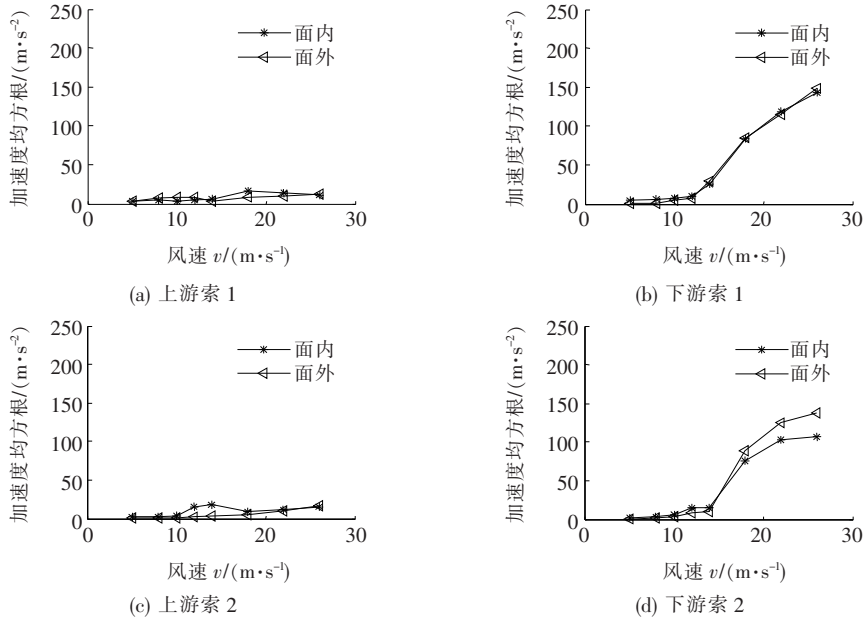 250
200
150
100
50
0
加速度均方根/(m·s⁻²)
面内
面外
0
10
20
30
风速 v/(m·s⁻¹)
(a) 上游索 1
250
200
150
100
50
0
加速度均方根/(m·s⁻²)
面内
面外
0
10
20
30
风速 v/(m·s⁻¹)
(b) 下游索 1
250
200
150
100
50
0
加速度均方根/(m·s⁻²)
面内
面外
0
10
20
30
风速 v/(m·s⁻¹)
(c) 上游索 2
250
200
150
100
50
0
加速度均方根/(m·s⁻²)
面内
面外
0
10
20
30
风速 v/(m·s⁻¹)
(d) 下游索 2